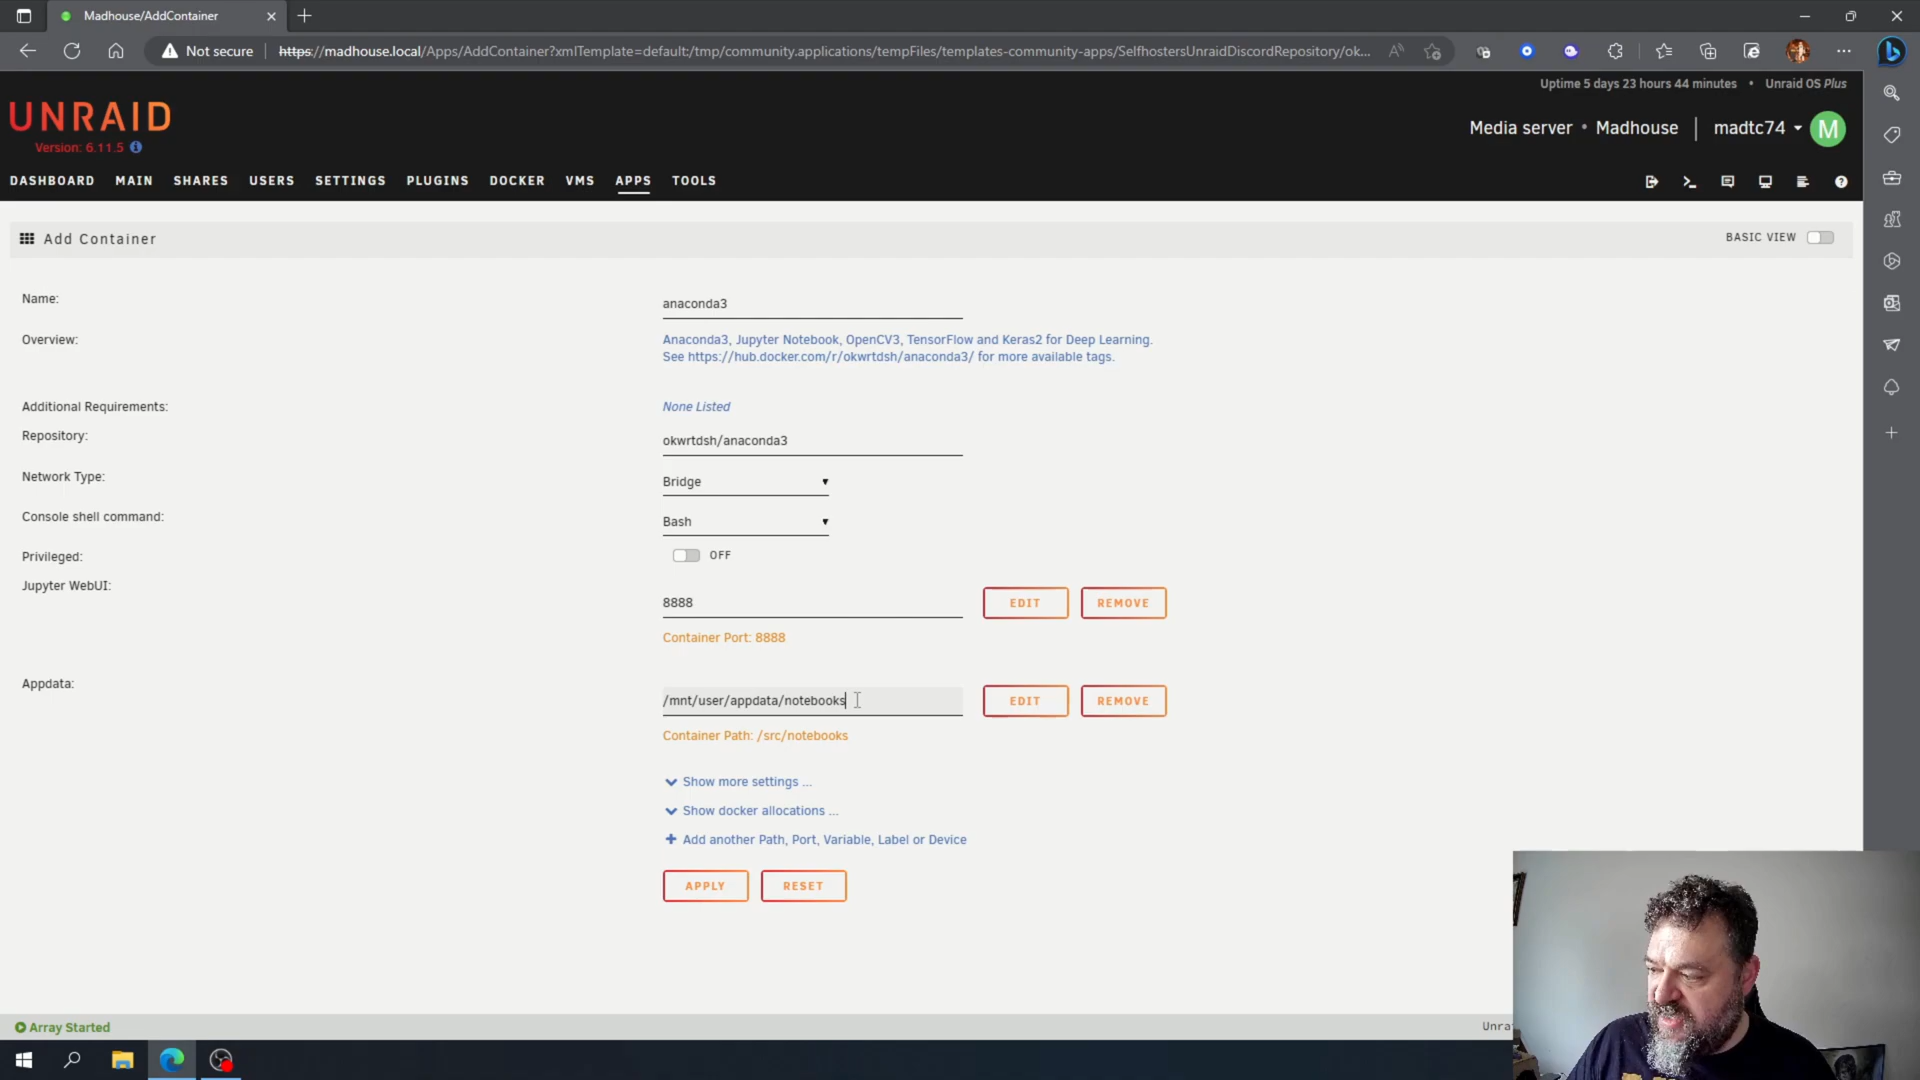 Madhouse/AddContainer
Not secure https://madhouse.local/Apps/AddContainer?xmlTemplate=default:/tmp/community.applications/tempFiles/templates-community-apps/SelfhostersUnraidDiscordRepository/ok...
Uptime 5 days 23 hours 44 minutes • Unraid OS Plus
UNRAID
Version: 6.11.5
Media server • Madhouse | madtc74 M
DASHBOARD MAIN SHARES USERS SETTINGS PLUGINS DOCKER VMS APPS TOOLS
Add Container
BASIC VIEW
Name:
anaconda3
Overview:
Anaconda3, Jupyter Notebook, OpenCV3, TensorFlow and Keras2 for Deep Learning.
See https://hub.docker.com/r/okwrtdsh/anaconda3/ for more available tags.
Additional Requirements:
None Listed
Repository:
okwrtdsh/anaconda3
Network Type:
Bridge
Console shell command:
Bash
Privileged:
OFF
Jupyter WebUI:
8888
EDIT REMOVE
Container Port: 8888
Appdata:
/mnt/user/appdata/notebooks
EDIT REMOVE
Container Path: /src/notebooks
Show more settings ...
Show docker allocations ...
Add another Path, Port, Variable, Label or Device
APPLY RESET
Array Started
Unra